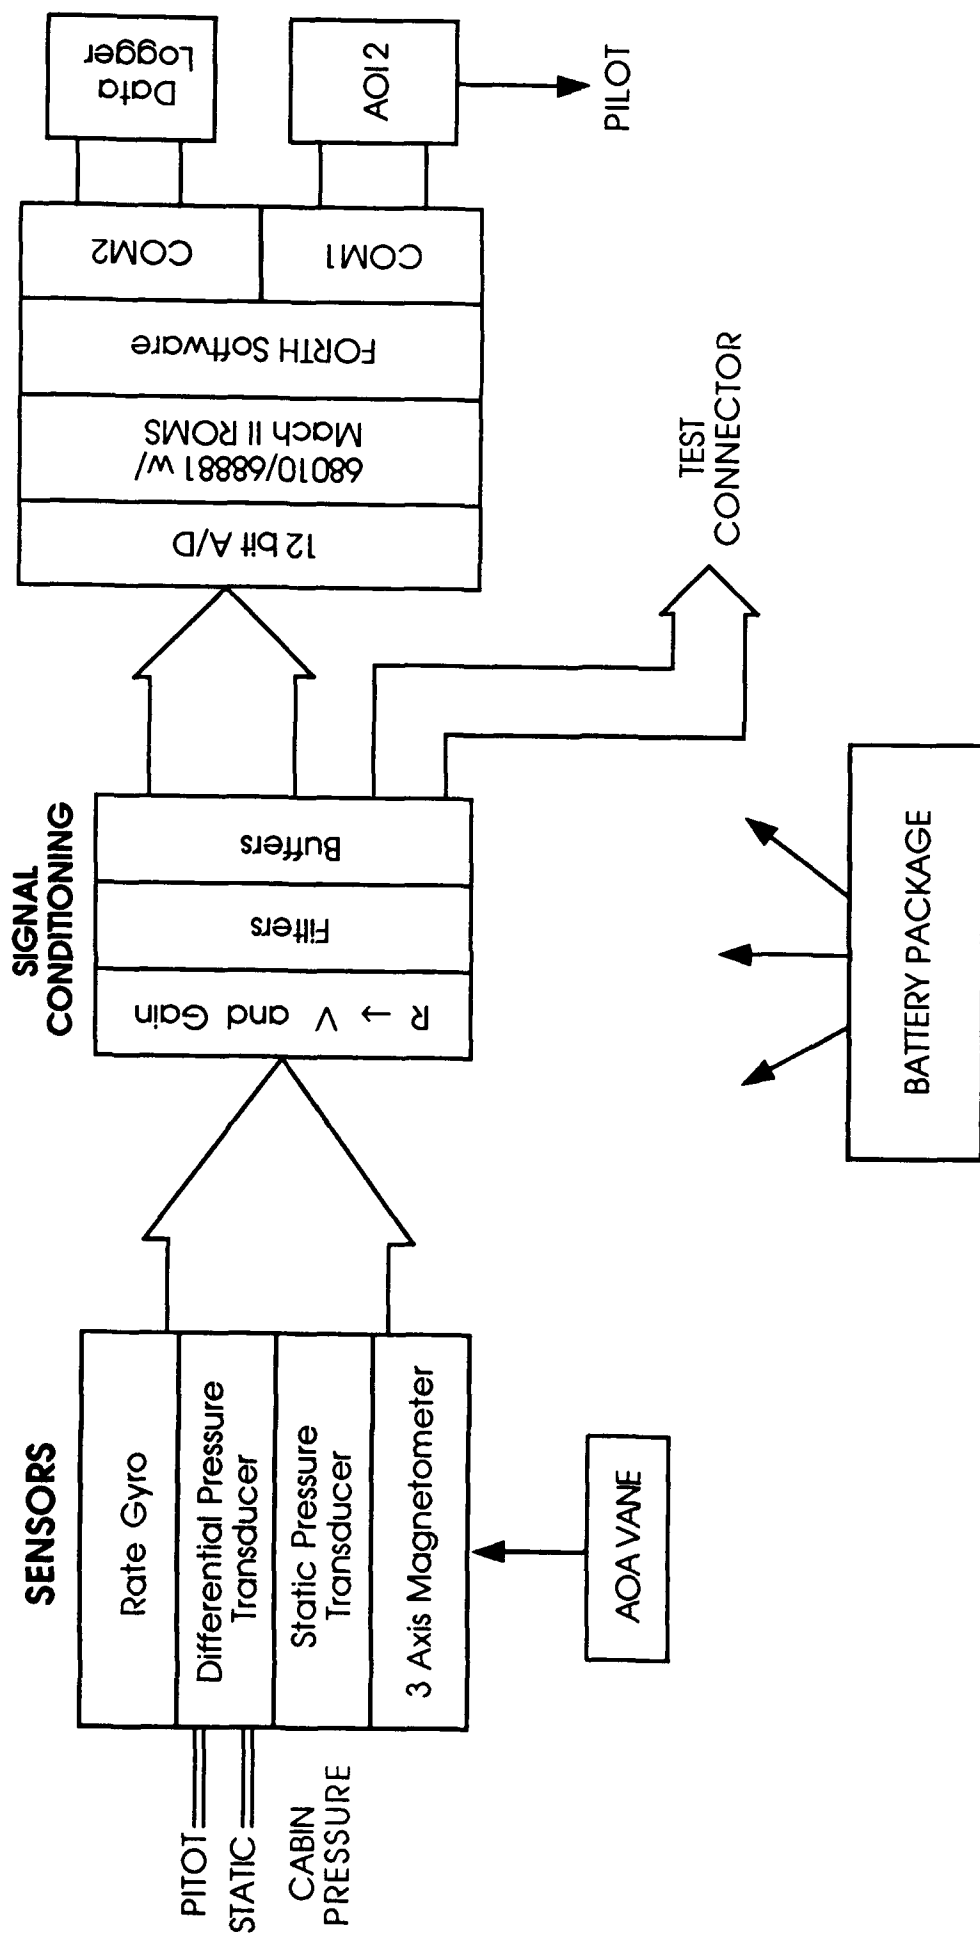 SENSORS
Rate Gyro
Differential Pressure
Transducer
Static Pressure
Transducer
3 Axis Magnetometer
PITOT
STATIC
CABIN
PRESSURE
AOA VANE
SIGNAL
CONDITIONING
R → V and Gain
Filters
Buffers
12 bit A/D
68010/68881 w/
Mach II ROMS
FORTH Software
COM2
COM1
Data
Logger
AOI 2
PILOT
TEST
CONNECTOR
BATTERY PACKAGE